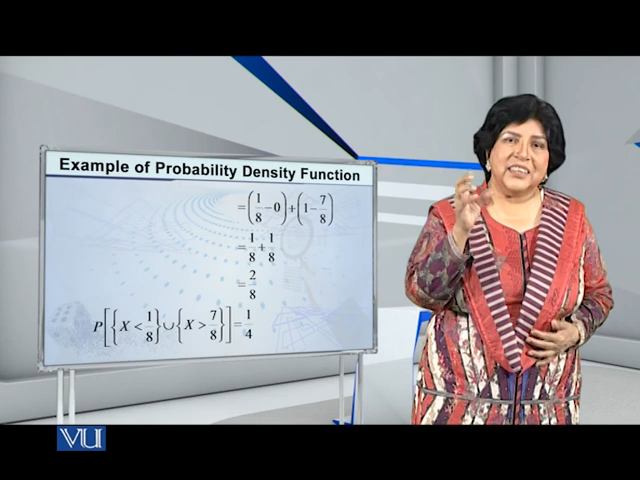 Example of Probability Density Function
= (1/8 − 0) + (1 − 7/8)
= 1/8 + 1/8
= 2/8
P[{X < 1/8} ∪ {X > 7/8}] = 1/4
VU